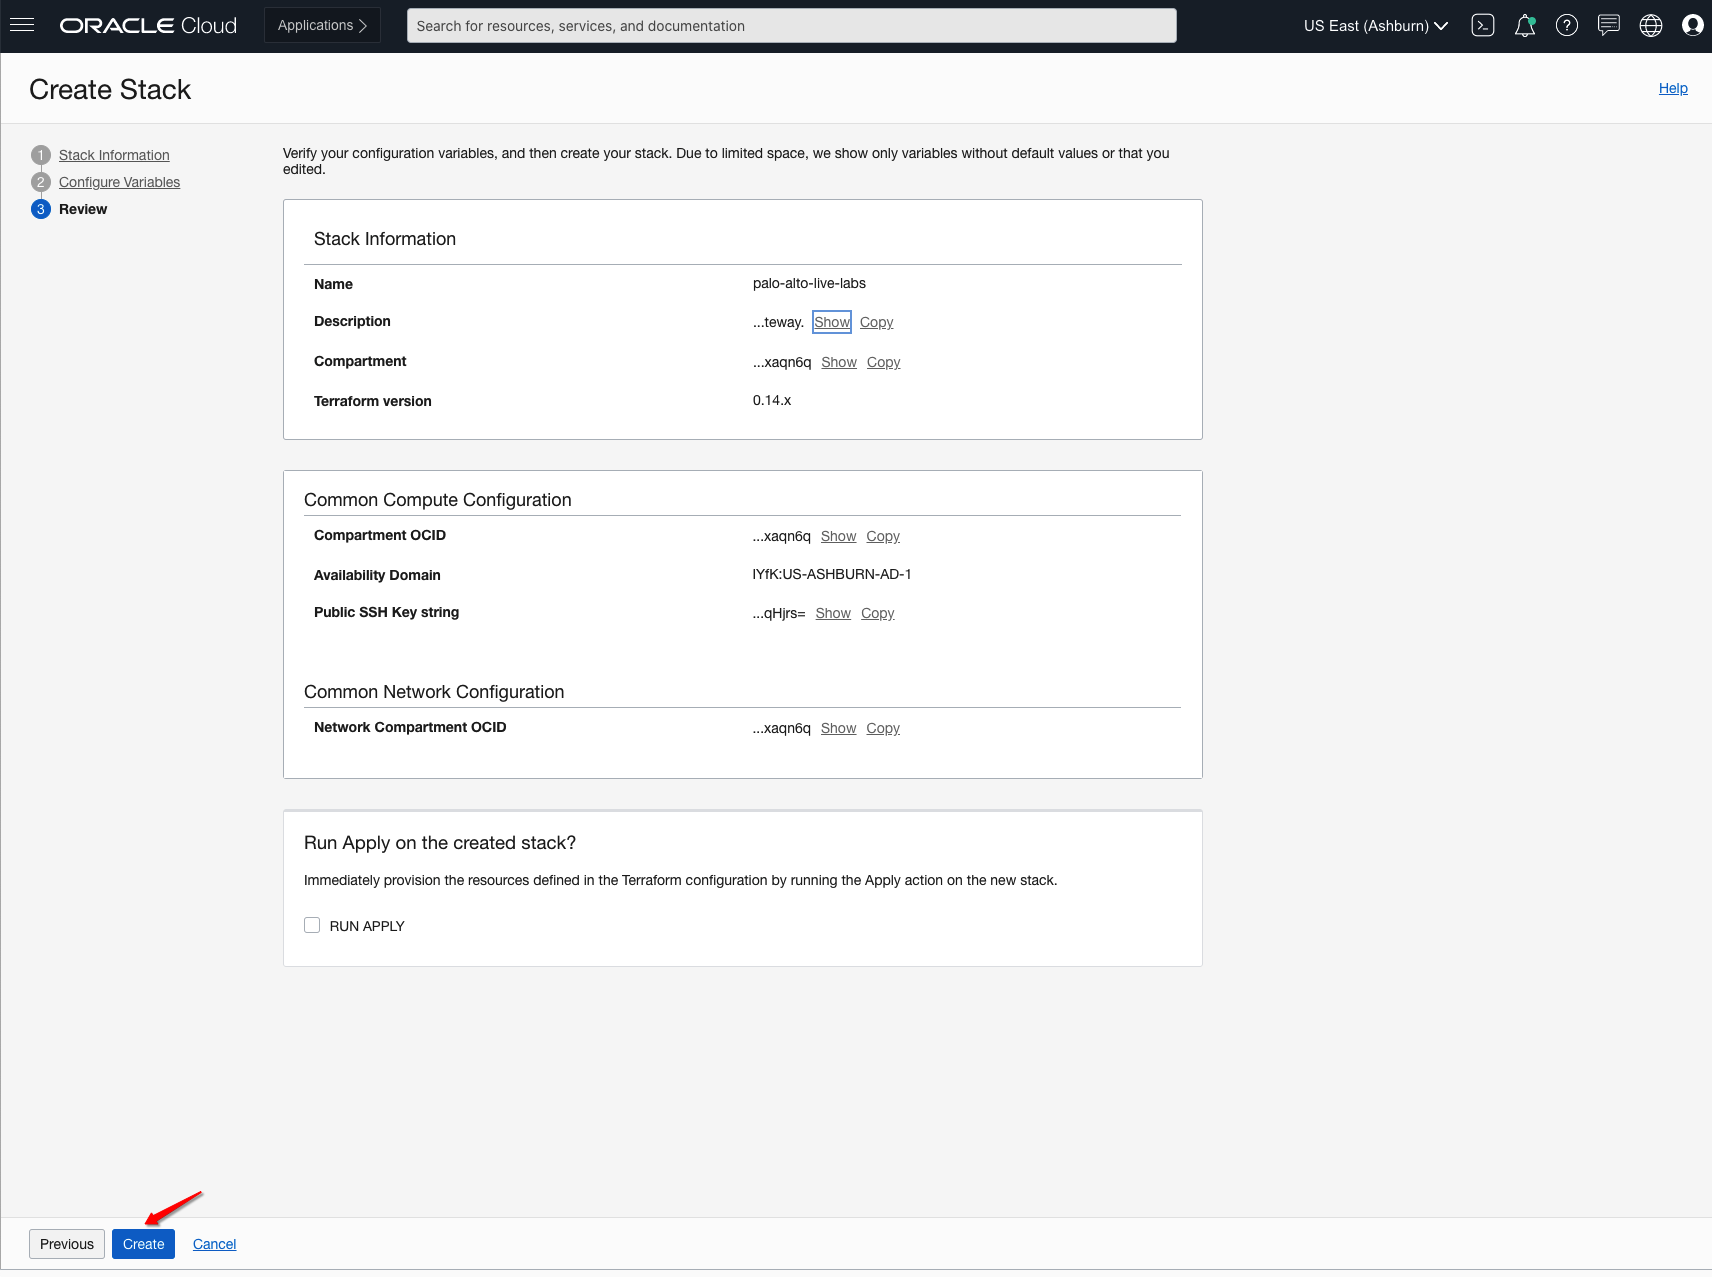 ORACLE Cloud
Applications
Search for resources, services, and documentation
US East (Ashburn)
Create Stack
Help
1 Stack Information
2 Configure Variables
3 Review
Verify your configuration variables, and then create your stack. Due to limited space, we show only variables without default values or that you
edited.
Stack Information
Name palo-alto-live-labs
Description ...teway. Show Copy
Compartment ...xaqn6q Show Copy
Terraform version 0.14.x
Common Compute Configuration
Compartment OCID ...xaqn6q Show Copy
Availability Domain IYfK:US-ASHBURN-AD-1
Public SSH Key string ...qHjrs= Show Copy
Common Network Configuration
Network Compartment OCID ...xaqn6q Show Copy
Run Apply on the created stack?
Immediately provision the resources defined in the Terraform configuration by running the Apply action on the new stack.
RUN APPLY
Previous Create Cancel